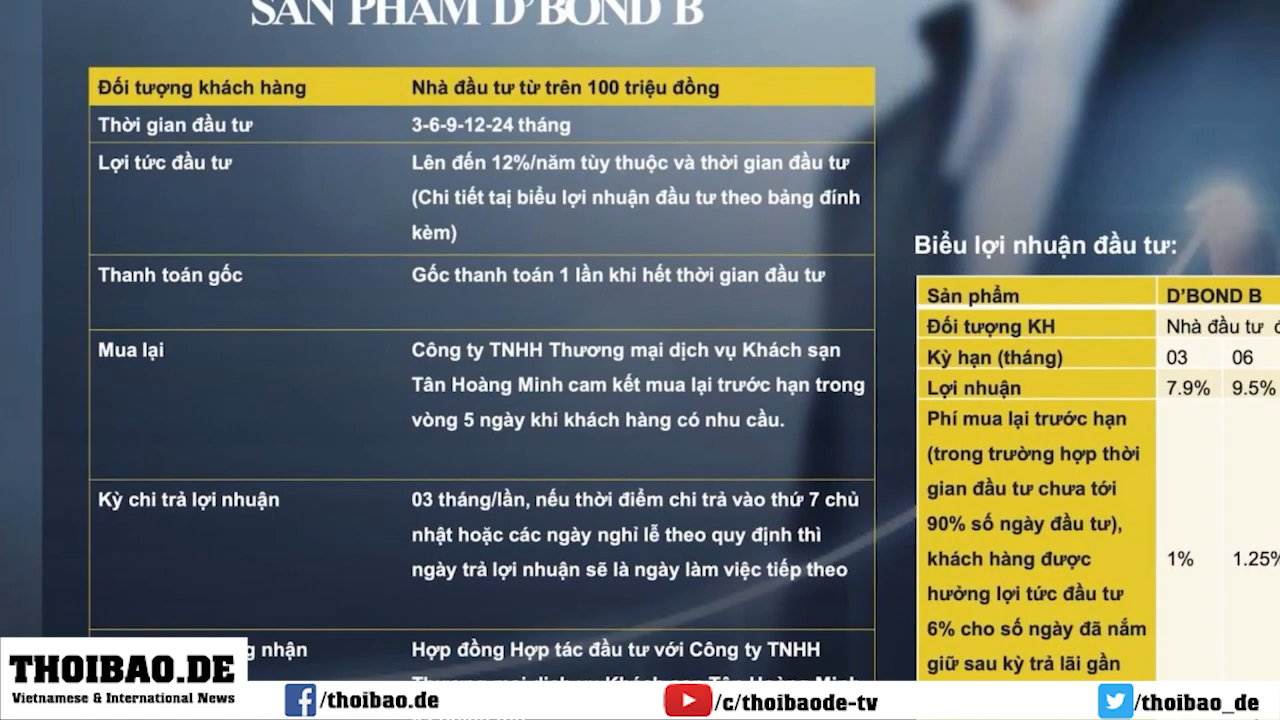 SẢN PHẨM D'BOND B
Đối tượng khách hàng Nhà đầu tư từ trên 100 triệu đồng
Thời gian đầu tư 3-6-9-12-24 tháng
Lợi tức đầu tư Lên đến 12%/năm tùy thuộc và thời gian đầu tư
(Chi tiết taị biểu lợi nhuận đầu tư theo bảng đính
kèm)
Thanh toán gốc Gốc thanh toán 1 lần khi hết thời gian đầu tư
Mua lại Công ty TNHH Thương mại dịch vụ Khách sạn
Tân Hoàng Minh cam kết mua lại trước hạn trong
vòng 5 ngày khi khách hàng có nhu cầu.
Kỳ chi trả lợi nhuận 03 tháng/lần, nếu thời điểm chi trả vào thứ 7 chủ
nhật hoặc các ngày nghỉ lễ theo quy định thì
ngày trả lợi nhuận sẽ là ngày làm việc tiếp theo
nhận Hợp đồng Hợp tác đầu tư với Công ty TNHH
Thương mại dịch vụ Khách sạn Tân Hoàng Minh
Biểu lợi nhuận đầu tư:
Sản phẩm D'BOND B
Đối tượng KH Nhà đầu tư
Kỳ hạn (tháng) 03 06
Lợi nhuận 7.9% 9.5%
Phí mua lại trước hạn
(trong trường hợp thời
gian đầu tư chưa tới
90% số ngày đầu tư),
khách hàng được 1% 1.25%
hưởng lợi tức đầu tư
6% cho số ngày đã nắm
giữ sau kỳ trả lãi gần
THOIBAO.DE
Vietnamese & International News
/thoibao.de
/c/thoibaode-tv
/thoibao_de